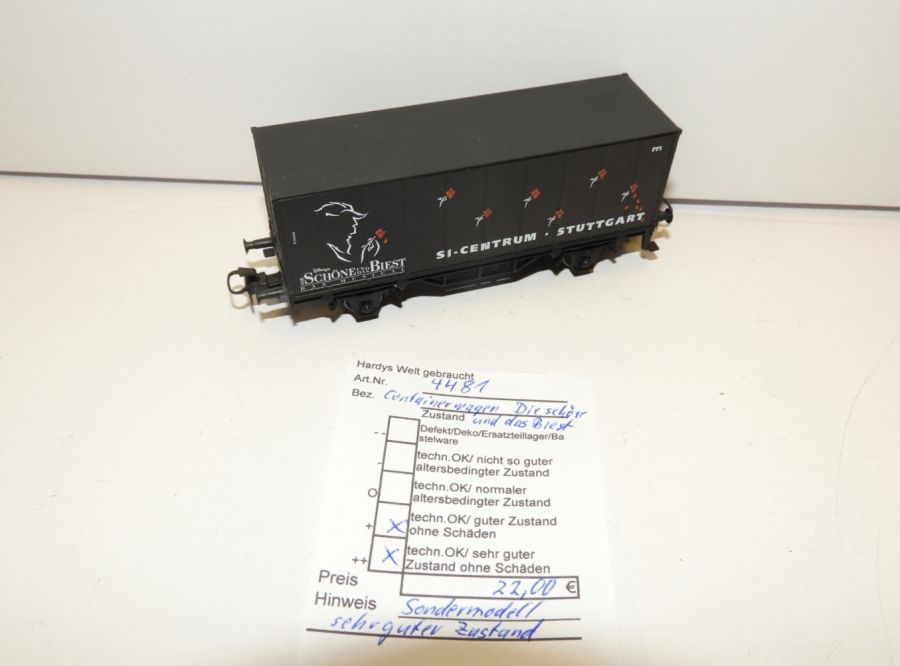 Disney
DIE SCHÖNE UND DAS BIEST
DAS MUSICAL
SI-CENTRUM · STUTTGART
Hardys Welt gebraucht
Art.Nr. 4481
Bez. Containerwagen Die schöne
und das Biest
Zustand
-- Defekt/Deko/Ersatzteillager/Ba
stelware
- techn.OK/ nicht so guter
altersbedingter Zustand
O techn.OK/ normaler
altersbedingter Zustand
+ X techn.OK/ guter Zustand
ohne Schäden
++ X techn.OK/ sehr guter
Zustand ohne Schäden
Preis 22,00 €
Hinweis Sondermodell
sehr guter Zustand